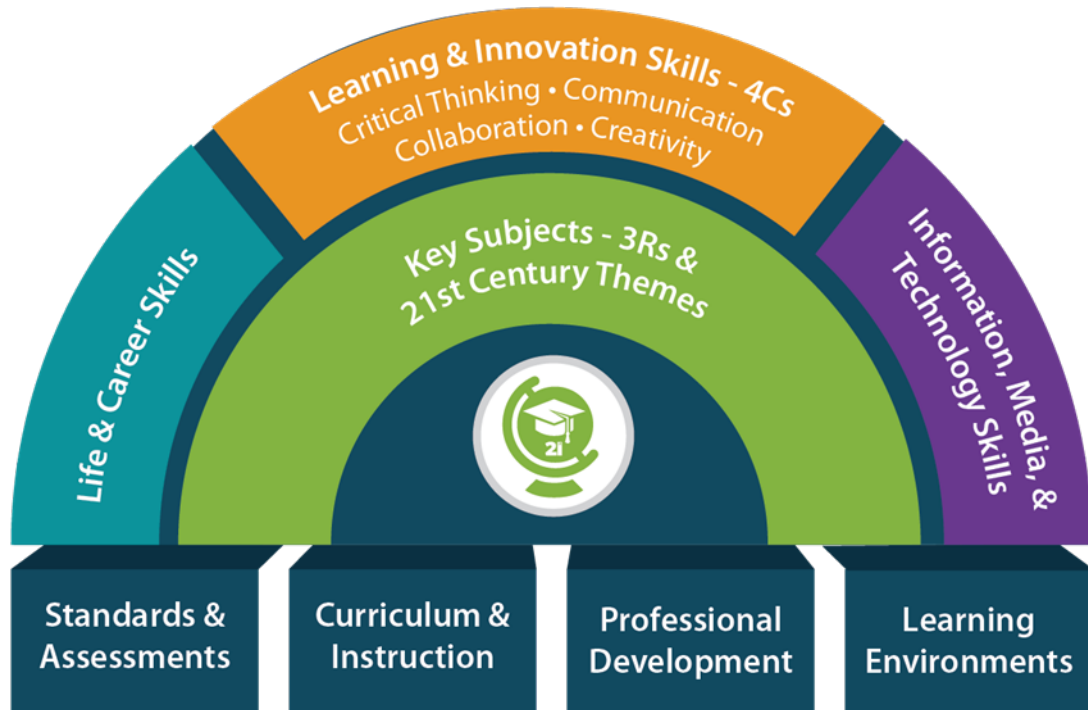 Learning & Innovation Skills - 4Cs
Critical Thinking • Communication
Collaboration • Creativity
Life & Career Skills
Key Subjects - 3Rs &
21st Century Themes
Information, Media, &
Technology Skills
21
Standards &
Assessments
Curriculum &
Instruction
Professional
Development
Learning
Environments